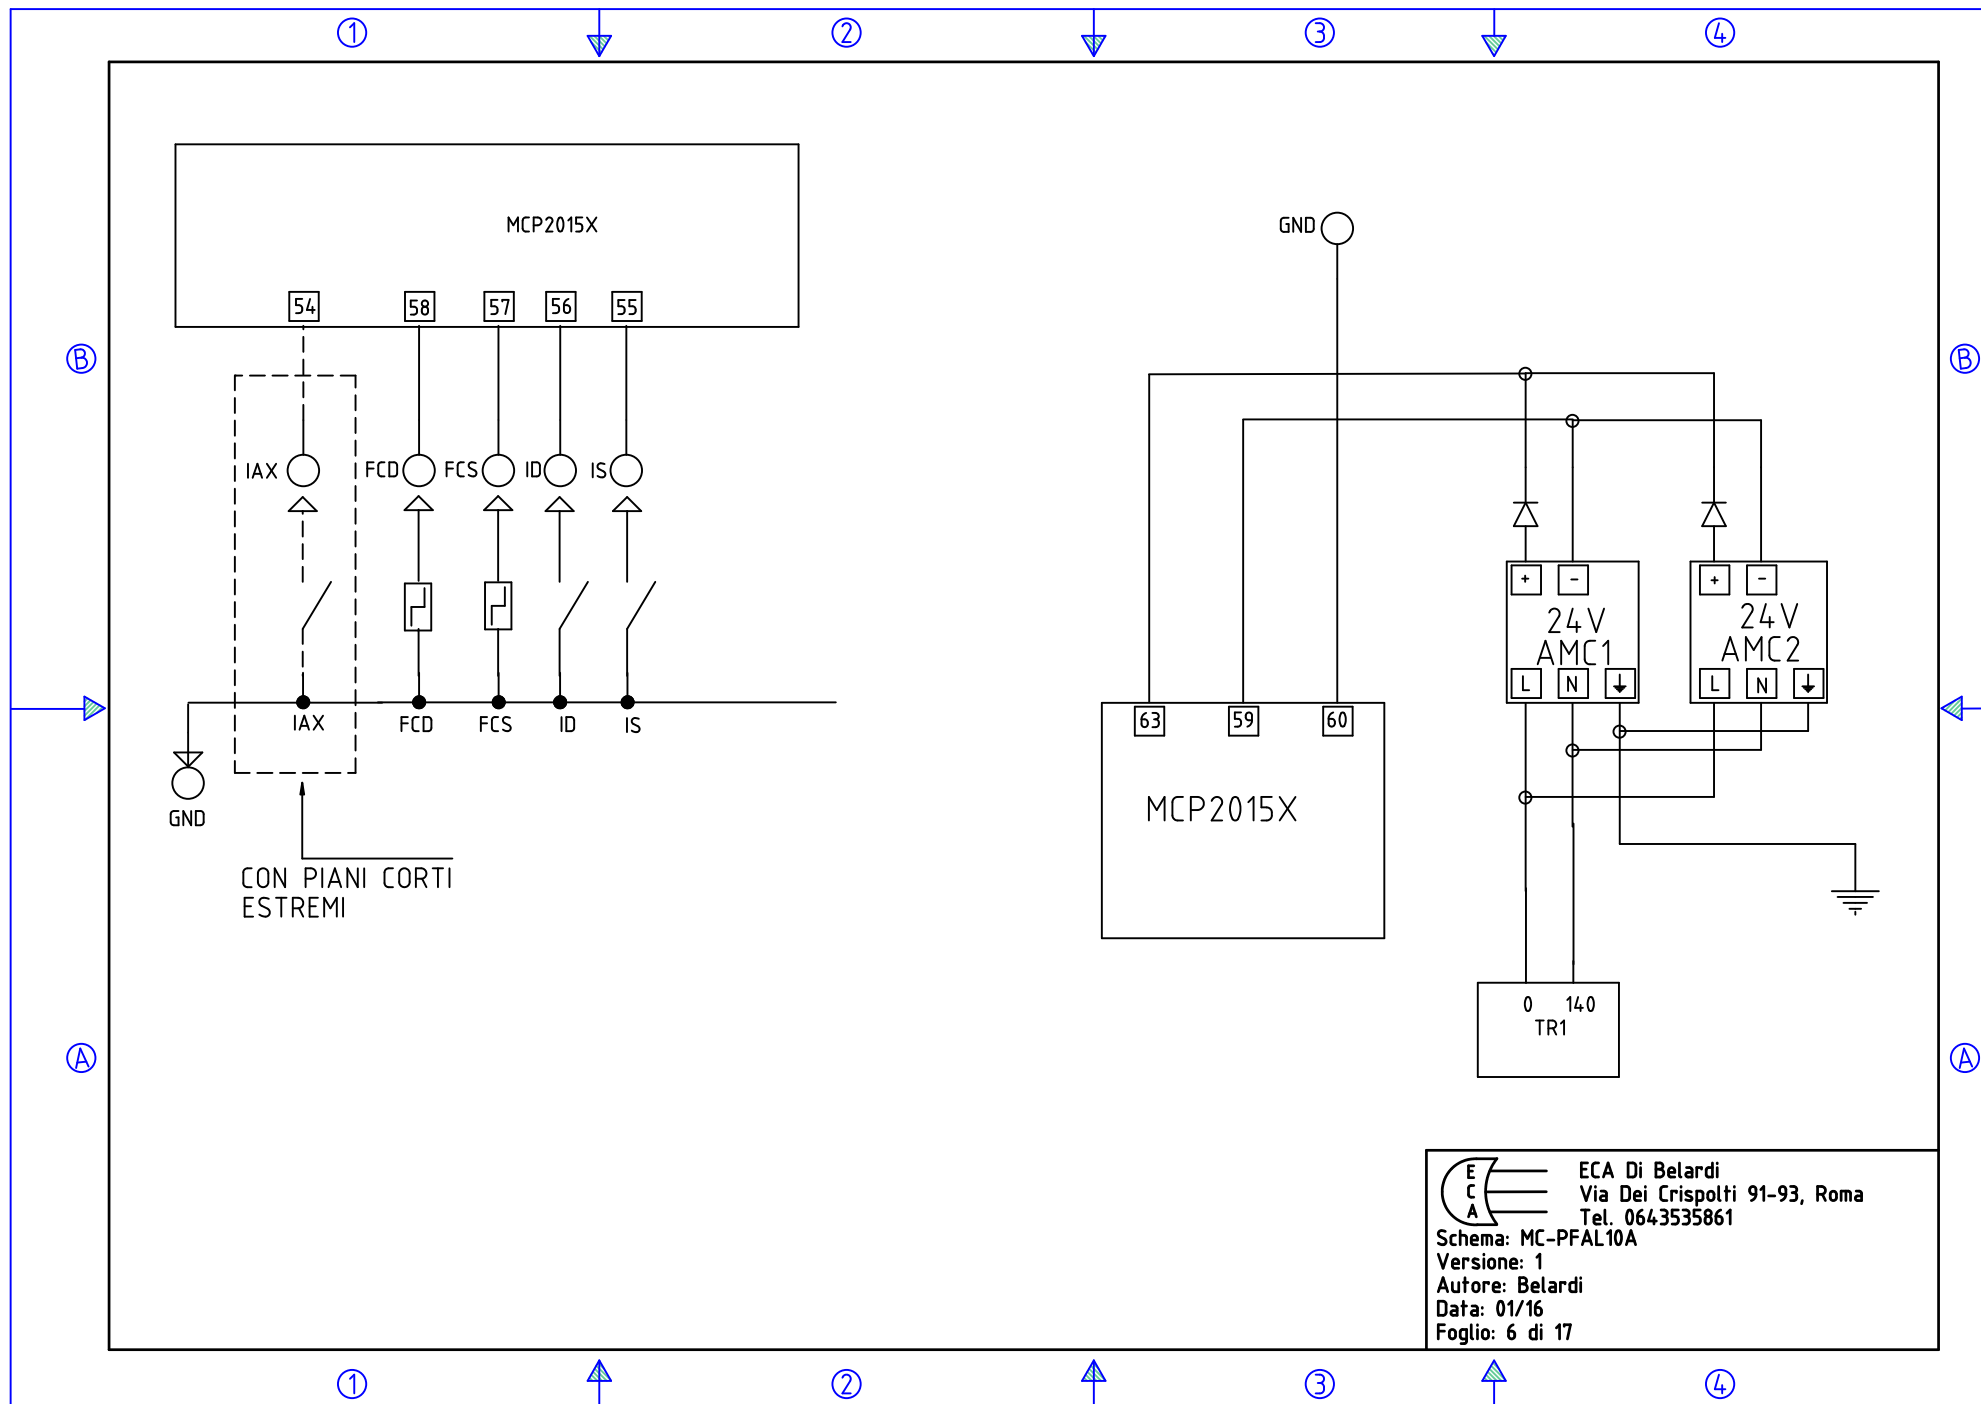 1 2 3 4
MCP2015X
54 58 57 56 55
GND
B B
IAX FCD FCS ID IS
+ - + -
24V 24V
AMC1 AMC2
L N L N
IAX FCD FCS ID IS
63 59 60
GND
MCP2015X
CON PIANI CORTI
ESTREMI
0 140
TR1
A A
E
C
A
ECA Di Belardi
Via Dei Crispolti 91-93, Roma
Tel. 0643535861
Schema: MC-PFAL10A
Versione: 1
Autore: Belardi
Data: 01/16
Foglio: 6 di 17
1 2 3 4